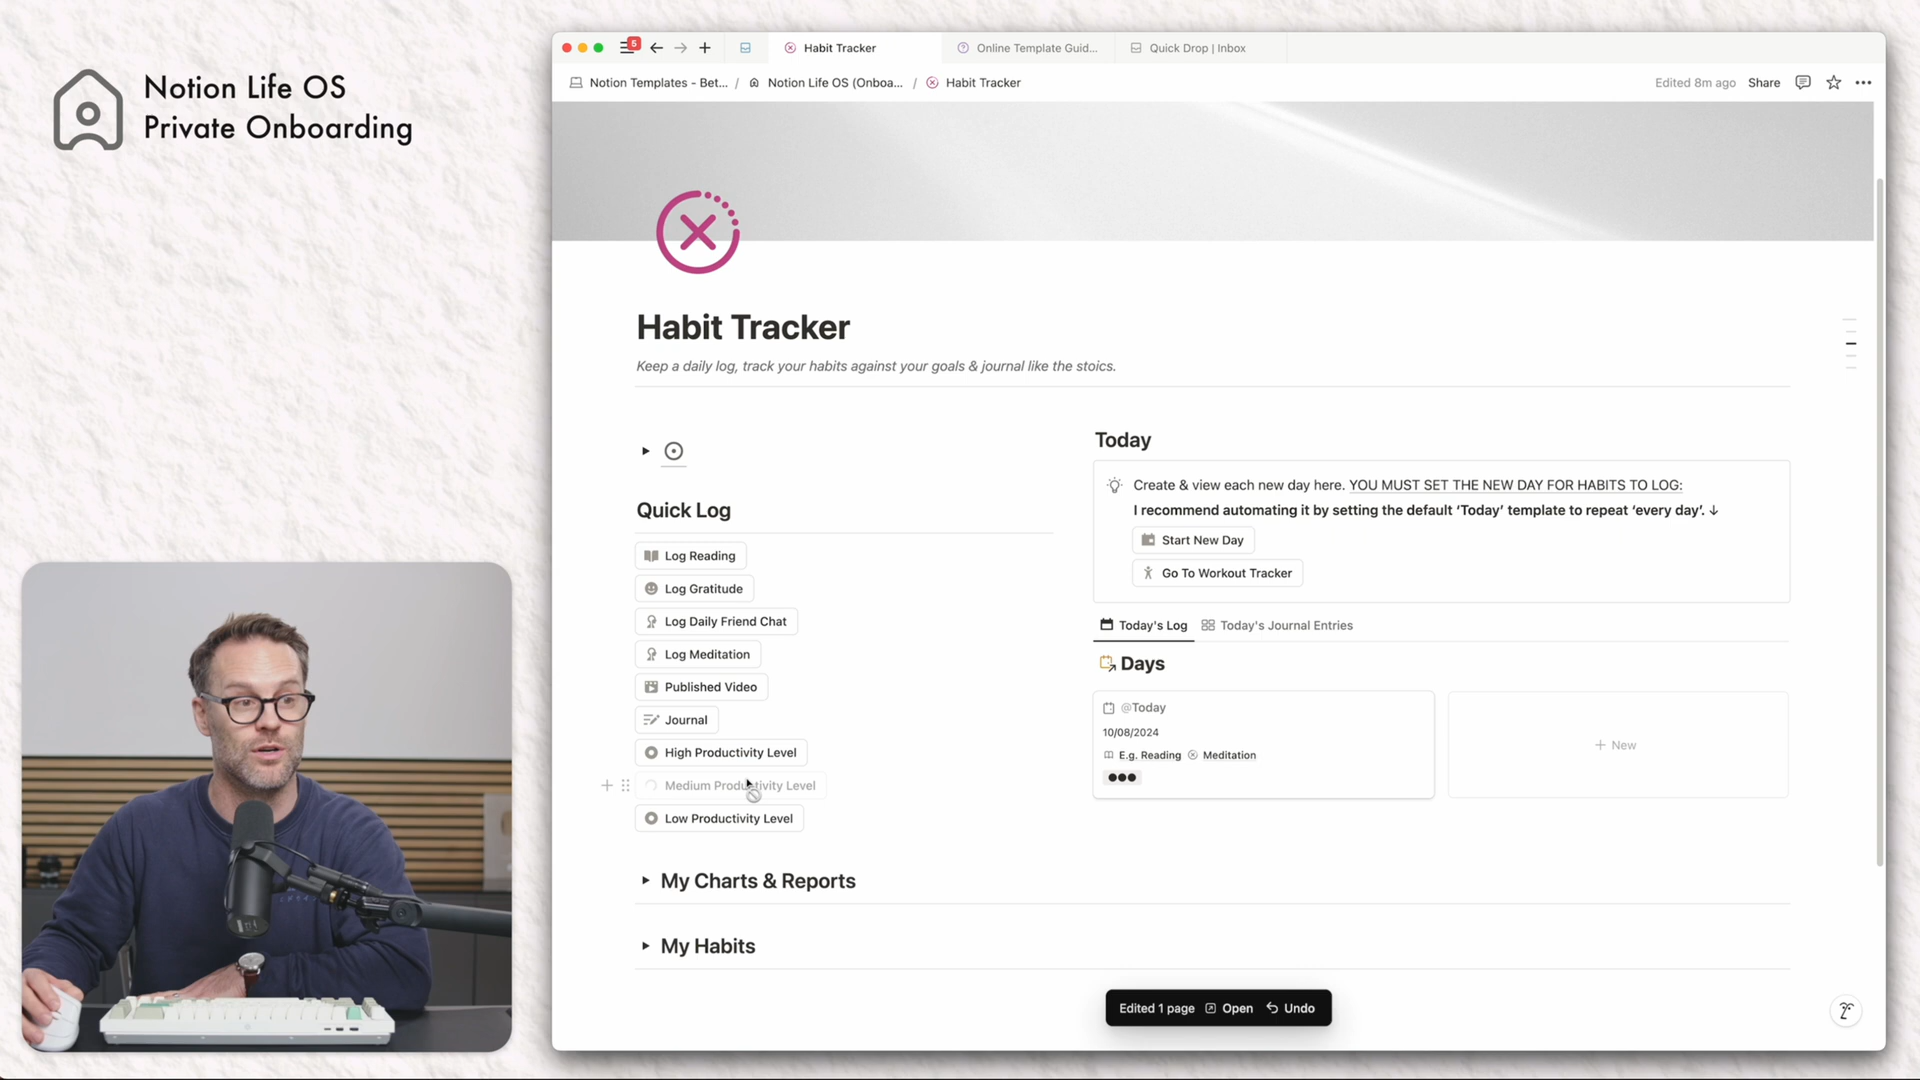 Notion Life OS
Private Onboarding
5
Habit Tracker
Online Template Guid...
Quick Drop | Inbox
Notion Templates - Bet... / Notion Life OS (Onboa... / Habit Tracker
Edited 8m ago Share
Habit Tracker
Keep a daily log, track your habits against your goals & journal like the stoics.
Quick Log
Log Reading
Log Gratitude
Log Daily Friend Chat
Log Meditation
Published Video
Journal
High Productivity Level
Medium Productivity Level
Low Productivity Level
Today
Create & view each new day here. YOU MUST SET THE NEW DAY FOR HABITS TO LOG:
I recommend automating it by setting the default ‘Today’ template to repeat ‘every day’. ↓
Start New Day
Go To Workout Tracker
Today's Log Today's Journal Entries
Days
@Today
10/08/2024
E.g. Reading Meditation
+ New
My Charts & Reports
My Habits
Edited 1 page Open Undo